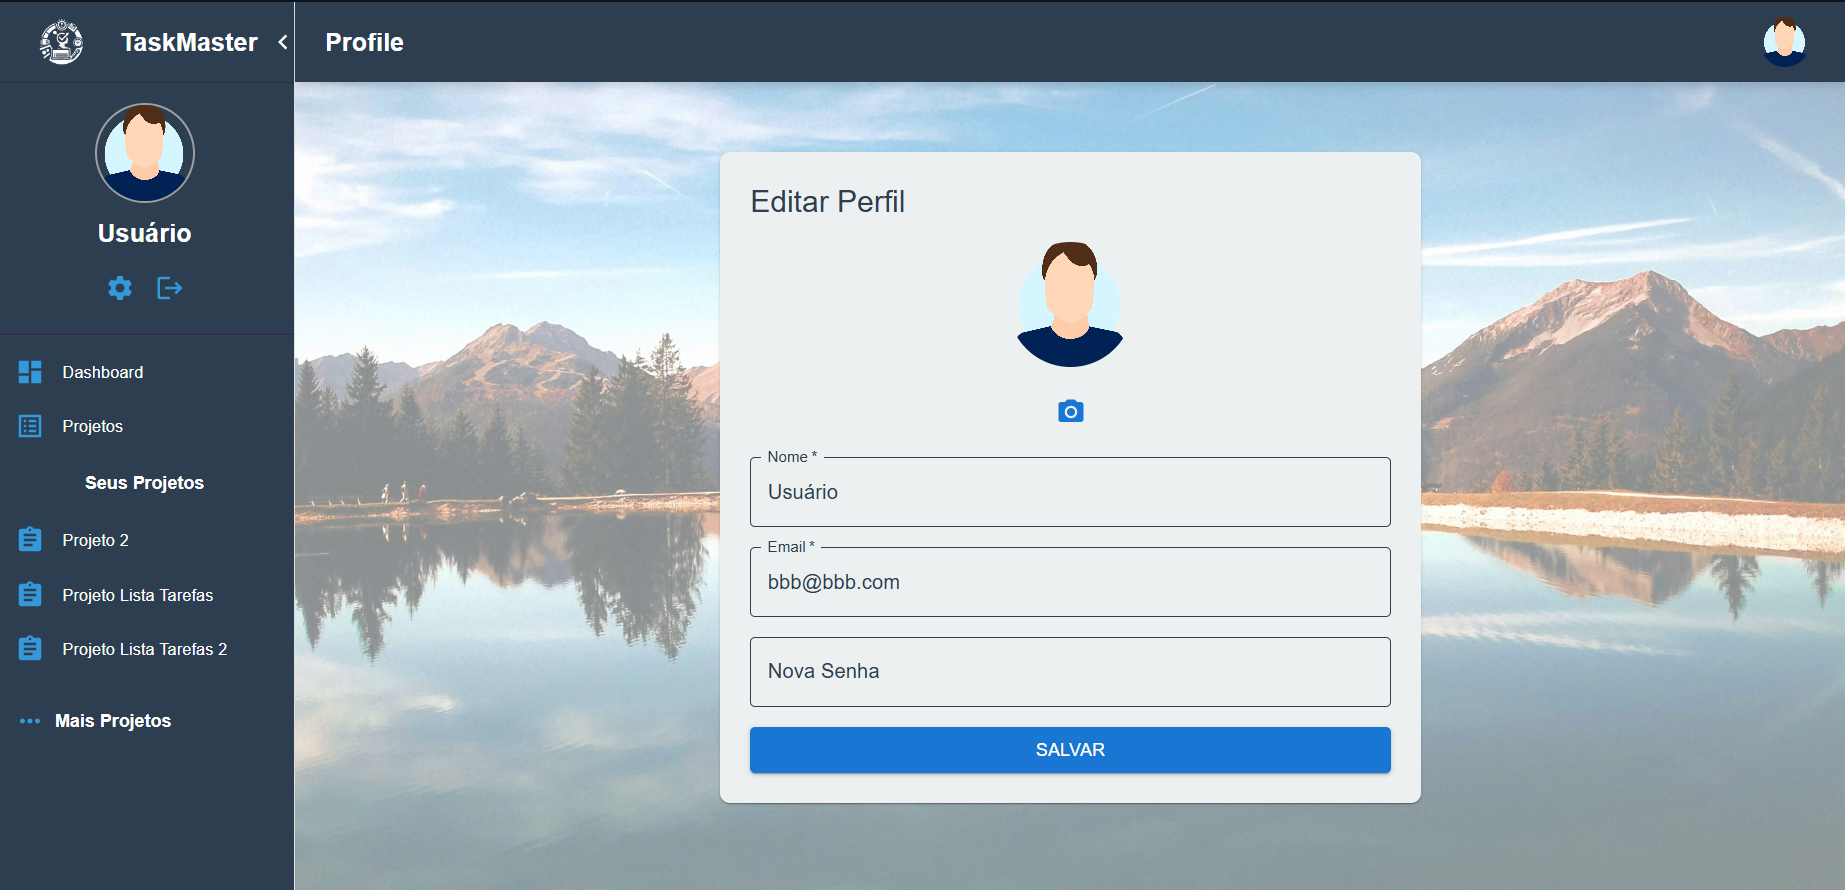 TaskMaster
Profile
Usuário
Dashboard
Projetos
Seus Projetos
Projeto 2
Projeto Lista Tarefas
Projeto Lista Tarefas 2
Mais Projetos
Editar Perfil
Nome *
Usuário
Email *
bbb@bbb.com
Nova Senha
SALVAR